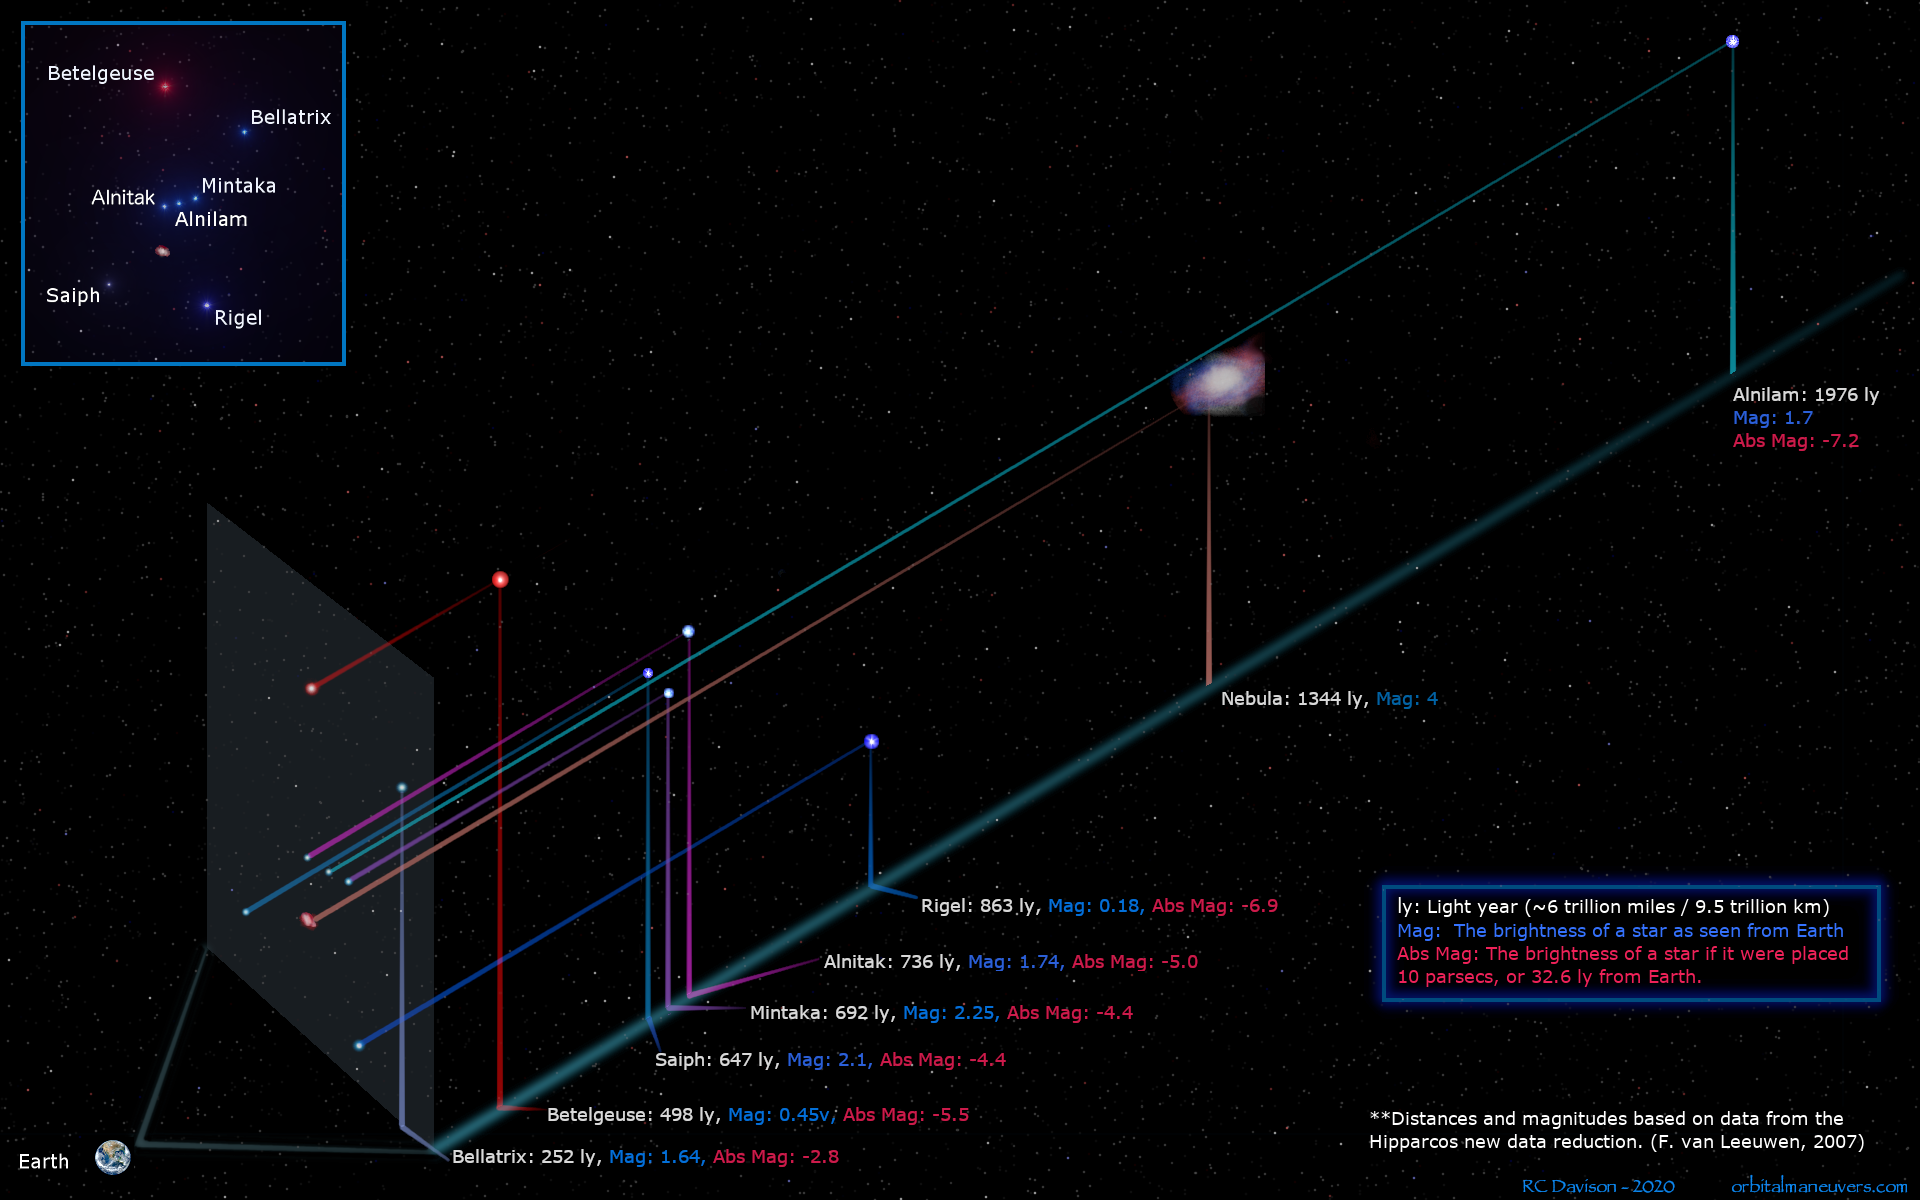 Betelgeuse
Bellatrix
Mintaka
Alnitak
Alnilam
Saiph
Rigel
Alnilam: 1976 ly
Mag: 1.7
Abs Mag: -7.2
Nebula: 1344 ly, Mag: 4
Rigel: 863 ly, Mag: 0.18, Abs Mag: -6.9
Alnitak: 736 ly, Mag: 1.74, Abs Mag: -5.0
Mintaka: 692 ly, Mag: 2.25, Abs Mag: -4.4
Saiph: 647 ly, Mag: 2.1, Abs Mag: -4.4
Betelgeuse: 498 ly, Mag: 0.45v, Abs Mag: -5.5
Bellatrix: 252 ly, Mag: 1.64, Abs Mag: -2.8
Earth
ly: Light year (~6 trillion miles / 9.5 trillion km)
Mag: The brightness of a star as seen from Earth
Abs Mag: The brightness of a star if it were placed
10 parsecs, or 32.6 ly from Earth.
**Distances and magnitudes based on data from the
Hipparcos new data reduction. (F. van Leeuwen, 2007)
RC Davison - 2020 orbitalmaneuvers.com